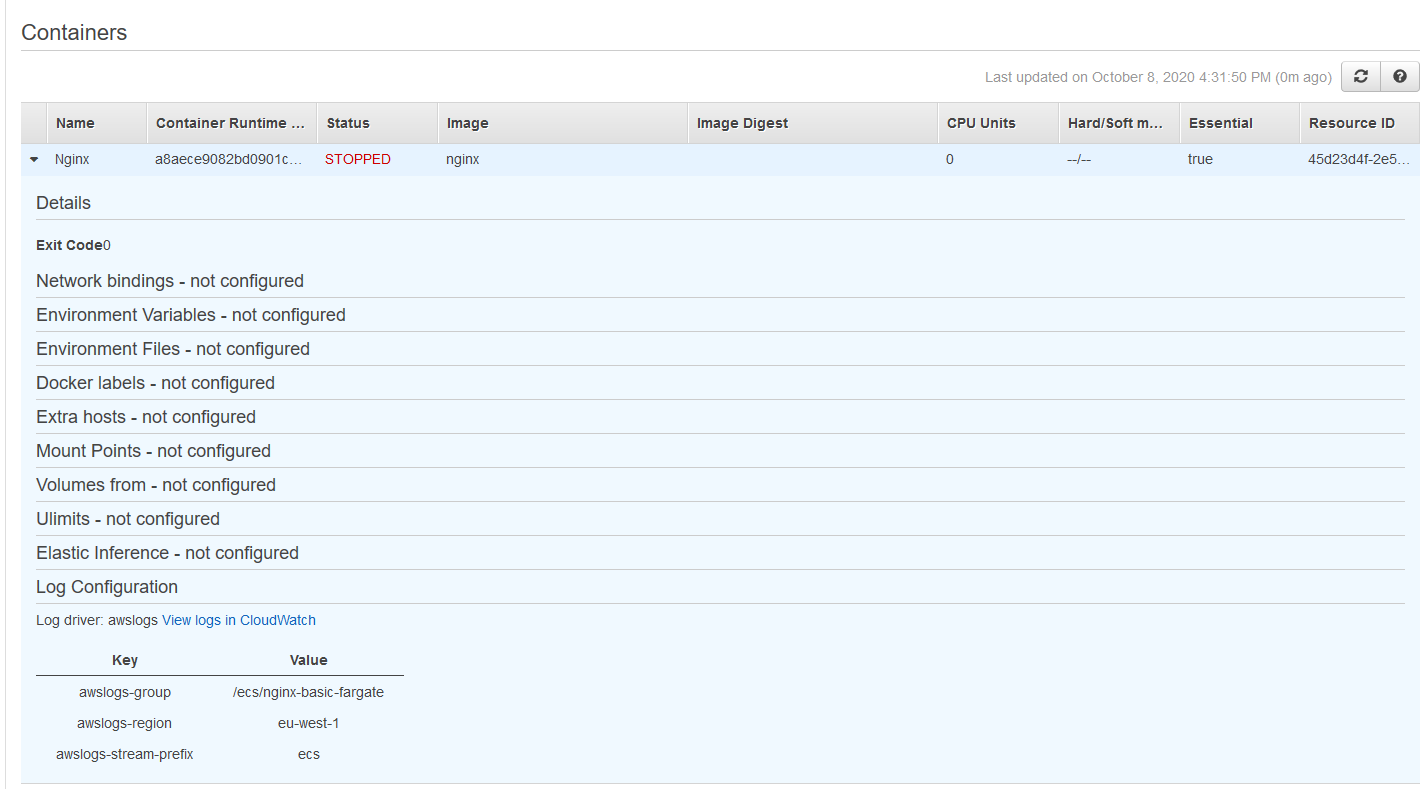 Containers
Last updated on October 8, 2020 4:31:50 PM (0m ago)
Name Container Runtime ... Status Image Image Digest CPU Units Hard/Soft m... Essential Resource ID
Nginx a8aece9082bd0901c... STOPPED nginx 0 --/-- true 45d23d4f-2e5...
Details
Exit Code0
Network bindings - not configured
Environment Variables - not configured
Environment Files - not configured
Docker labels - not configured
Extra hosts - not configured
Mount Points - not configured
Volumes from - not configured
Ulimits - not configured
Elastic Inference - not configured
Log Configuration
Log driver: awslogs View logs in CloudWatch
Key Value
awslogs-group /ecs/nginx-basic-fargate
awslogs-region eu-west-1
awslogs-stream-prefix ecs